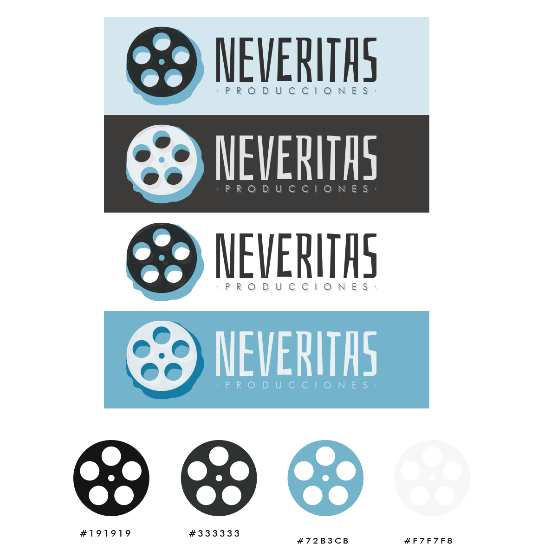 NEVERITAS
· PRODUCCIONES ·
NEVERITAS
· PRODUCCIONES ·
NEVERITAS
· PRODUCCIONES ·
NEVERITAS
· PRODUCCIONES ·
#191919 #333333 #72B3CB #F7F7F8